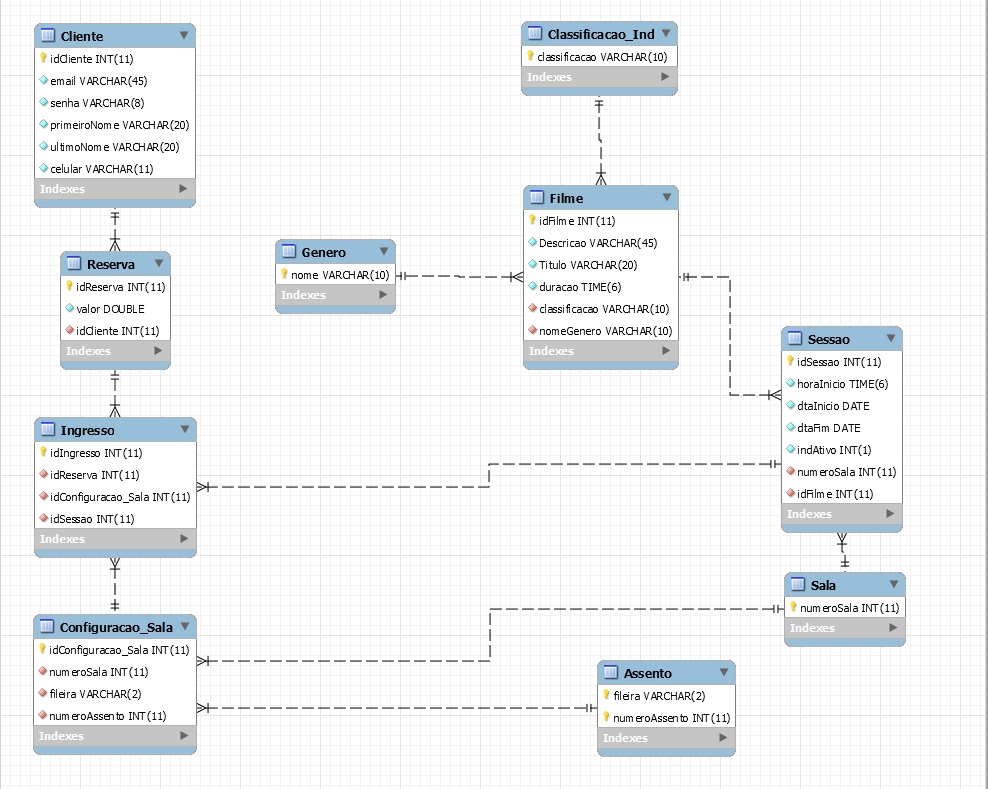 Cliente
idCliente INT(11)
email VARCHAR(45)
senha VARCHAR(8)
primeiroNome VARCHAR(20)
ultimoNome VARCHAR(20)
celular VARCHAR(11)
Indexes
Classificacao_Ind
classificacao VARCHAR(10)
Indexes
Reserva
idReserva INT(11)
valor DOUBLE
idCliente INT(11)
Indexes
Genero
nome VARCHAR(10)
Indexes
Filme
idFilme INT(11)
Descricao VARCHAR(45)
Titulo VARCHAR(20)
duracao TIME(6)
classificacao VARCHAR(10)
nomeGenero VARCHAR(10)
Indexes
Sessao
idSessao INT(11)
horaInicio TIME(6)
dtaInicio DATE
dtaFim DATE
indAtivo INT(1)
numeroSala INT(11)
idFilme INT(11)
Indexes
Ingresso
idIngresso INT(11)
idReserva INT(11)
idConfiguracao_Sala INT(11)
idSessao INT(11)
Indexes
Sala
numeroSala INT(11)
Indexes
Configuracao_Sala
idConfiguracao_Sala INT(11)
numeroSala INT(11)
fileira VARCHAR(2)
numeroAssento INT(11)
Indexes
Assento
fileira VARCHAR(2)
numeroAssento INT(11)
Indexes